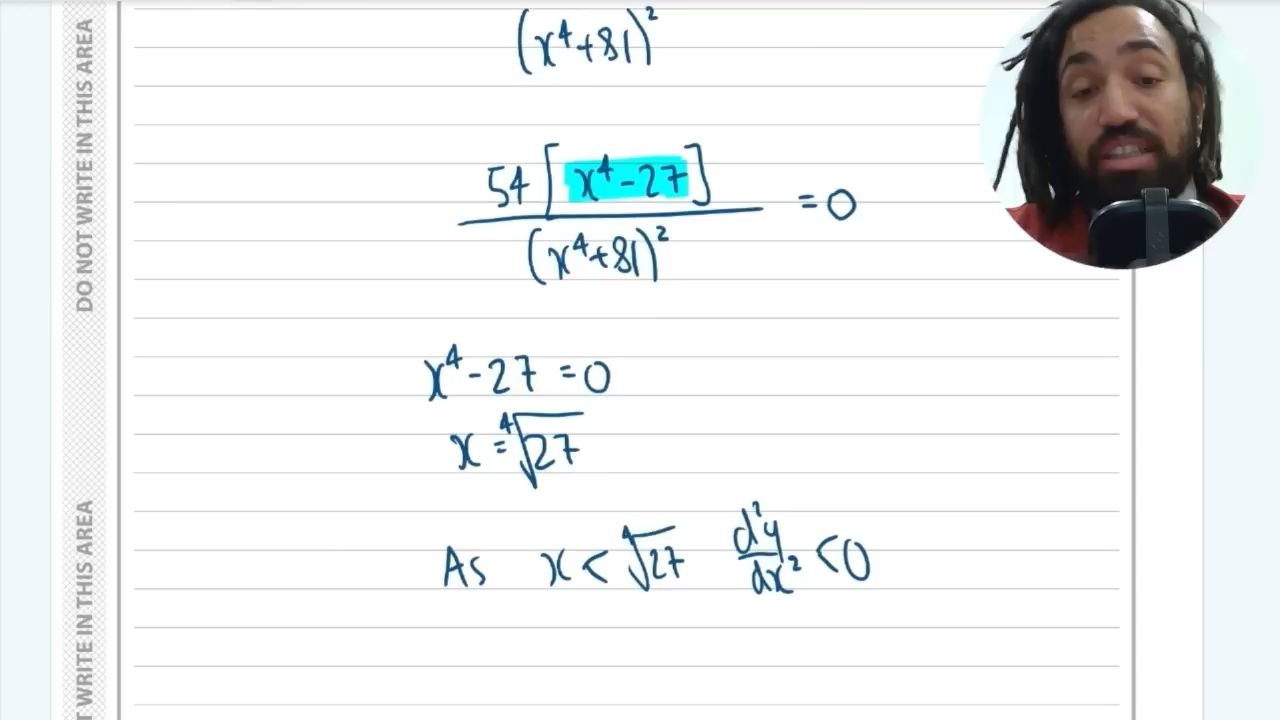 DO NOT WRITE IN THIS AREA
(x⁴+81)²
54[x⁴-27]
(x⁴+81)²
=0
x⁴-27=0
x=⁴√27
As x<⁴√27 d²y/dx²<0
T WRITE IN THIS AREA